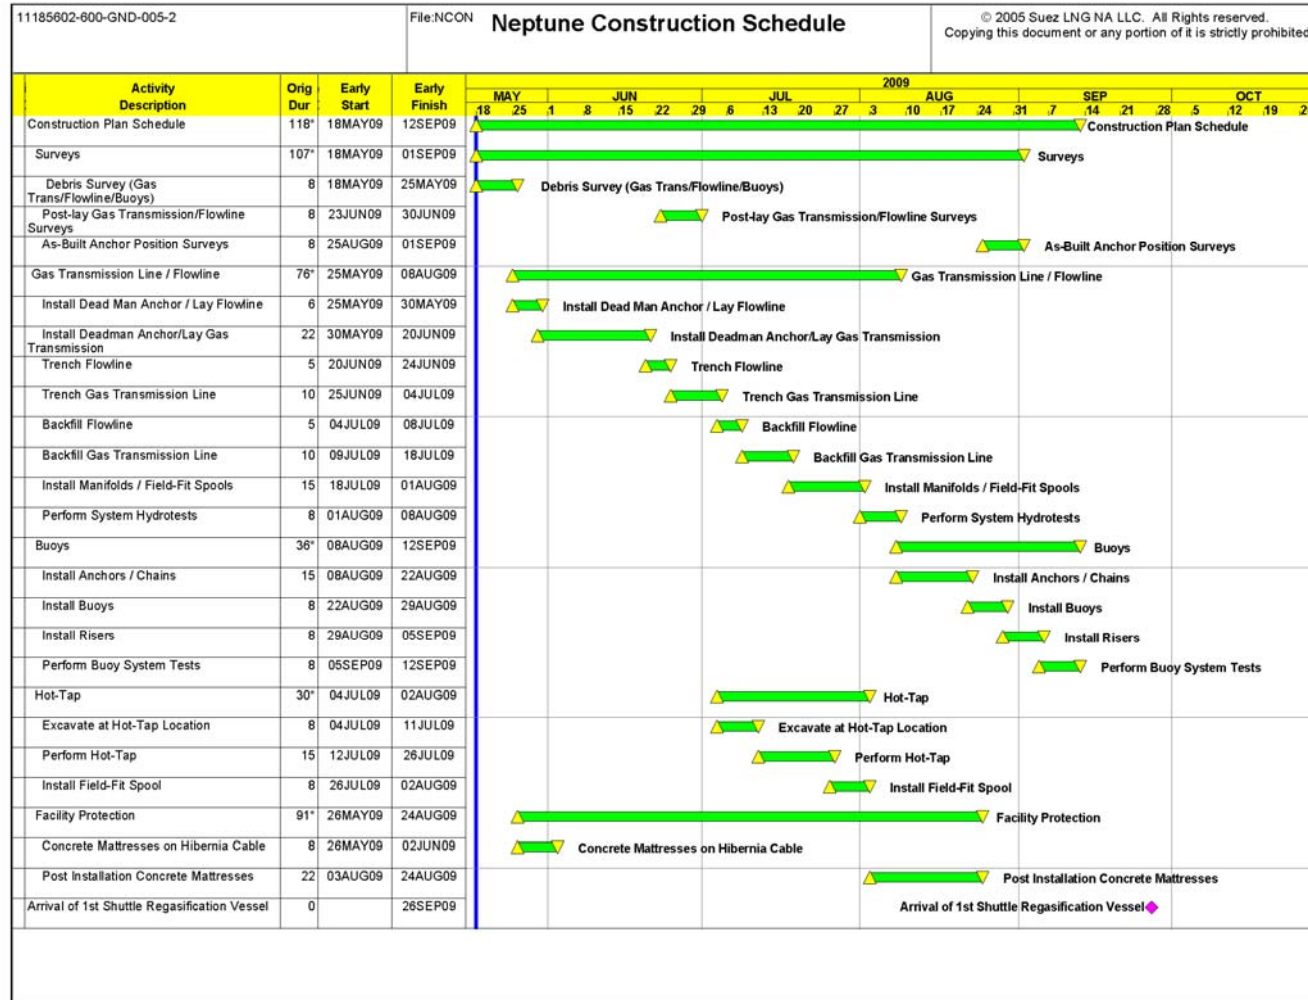 11185602-600-GND-005-2
File:NCON
Neptune Construction Schedule
© 2005 Suez LNG NA LLC. All Rights reserved.
Copying this document or any portion of it is strictly prohibited
Activity Description Orig Dur Early Start Early Finish
2009
MAY JUN JUL AUG SEP OCT
18 25 1 8 15 22 29 6 13 20 27 3 10 17 24 31 7 14 21 28 5 12 19
Construction Plan Schedule 118* 18MAY09 12SEP09 Construction Plan Schedule
Surveys 107* 18MAY09 01SEP09 Surveys
Debris Survey (Gas Trans/Flowline/Buoys) 8 18MAY09 25MAY09 Debris Survey (Gas Trans/Flowline/Buoys)
Post-lay Gas Transmission/Flowline Surveys 8 23JUN09 30JUN09 Post-lay Gas Transmission/Flowline Surveys
As-Built Anchor Position Surveys 8 25AUG09 01SEP09 As-Built Anchor Position Surveys
Gas Transmission Line / Flowline 76* 25MAY09 08AUG09 Gas Transmission Line / Flowline
Install Dead Man Anchor / Lay Flowline 6 25MAY09 30MAY09 Install Dead Man Anchor / Lay Flowline
Install Deadman Anchor/Lay Gas Transmission 22 30MAY09 20JUN09 Install Deadman Anchor/Lay Gas Transmission
Trench Flowline 5 20JUN09 24JUN09 Trench Flowline
Trench Gas Transmission Line 10 25JUN09 04JUL09 Trench Gas Transmission Line
Backfill Flowline 5 04JUL09 08JUL09 Backfill Flowline
Backfill Gas Transmission Line 10 09JUL09 18JUL09 Backfill Gas Transmission Line
Install Manifolds / Field-Fit Spools 15 18JUL09 01AUG09 Install Manifolds / Field-Fit Spools
Perform System Hydrotests 8 01AUG09 08AUG09 Perform System Hydrotests
Buoys 36* 08AUG09 12SEP09 Buoys
Install Anchors / Chains 15 08AUG09 22AUG09 Install Anchors / Chains
Install Buoys 8 22AUG09 29AUG09 Install Buoys
Install Risers 8 29AUG09 05SEP09 Install Risers
Perform Buoy System Tests 8 05SEP09 12SEP09 Perform Buoy System Tests
Hot-Tap 30* 04JUL09 02AUG09 Hot-Tap
Excavate at Hot-Tap Location 8 04JUL09 11JUL09 Excavate at Hot-Tap Location
Perform Hot-Tap 15 12JUL09 26JUL09 Perform Hot-Tap
Install Field-Fit Spool 8 26JUL09 02AUG09 Install Field-Fit Spool
Facility Protection 91* 26MAY09 24AUG09 Facility Protection
Concrete Mattresses on Hibernia Cable 8 26MAY09 02JUN09 Concrete Mattresses on Hibernia Cable
Post Installation Concrete Mattresses 22 03AUG09 24AUG09 Post Installation Concrete Mattresses
Arrival of 1st Shuttle Regasification Vessel 0 26SEP09 Arrival of 1st Shuttle Regasification Vessel